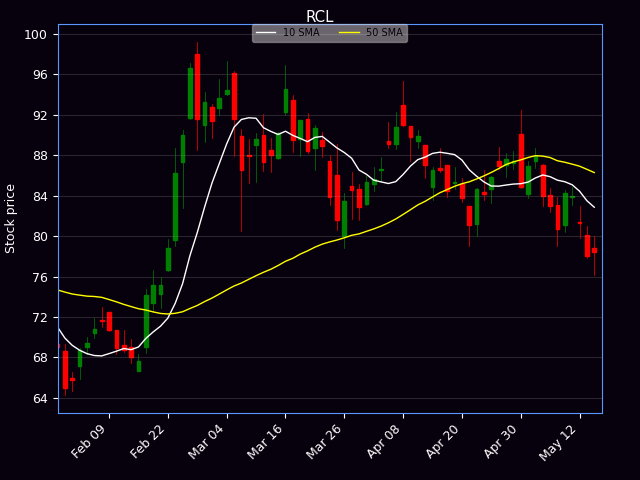 RCL
10 SMA
50 SMA
Stock price
100
96
92
88
84
80
76
72
68
64
Feb 09
Feb 22
Mar 04
Mar 16
Mar 26
Apr 08
Apr 20
Apr 30
May 12